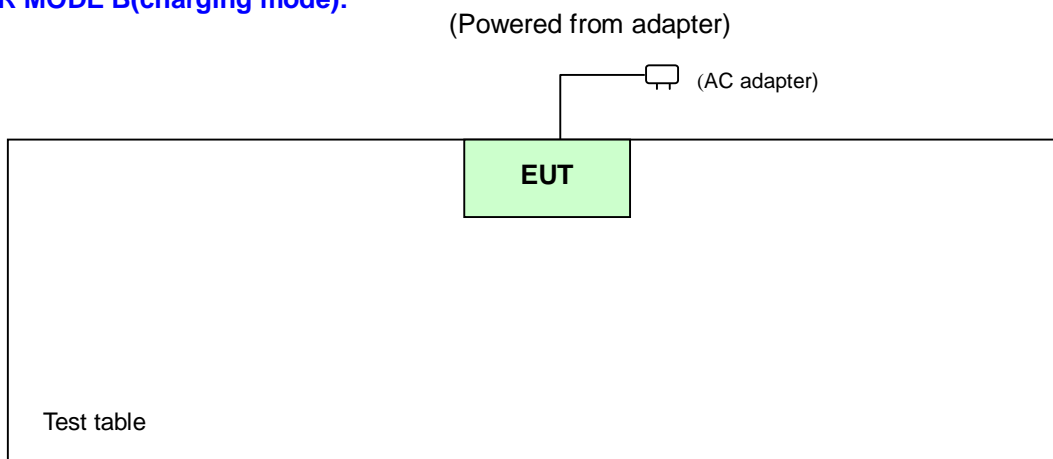 MODE B(charging mode):
(Powered from adapter)
(AC adapter)
EUT
Test table